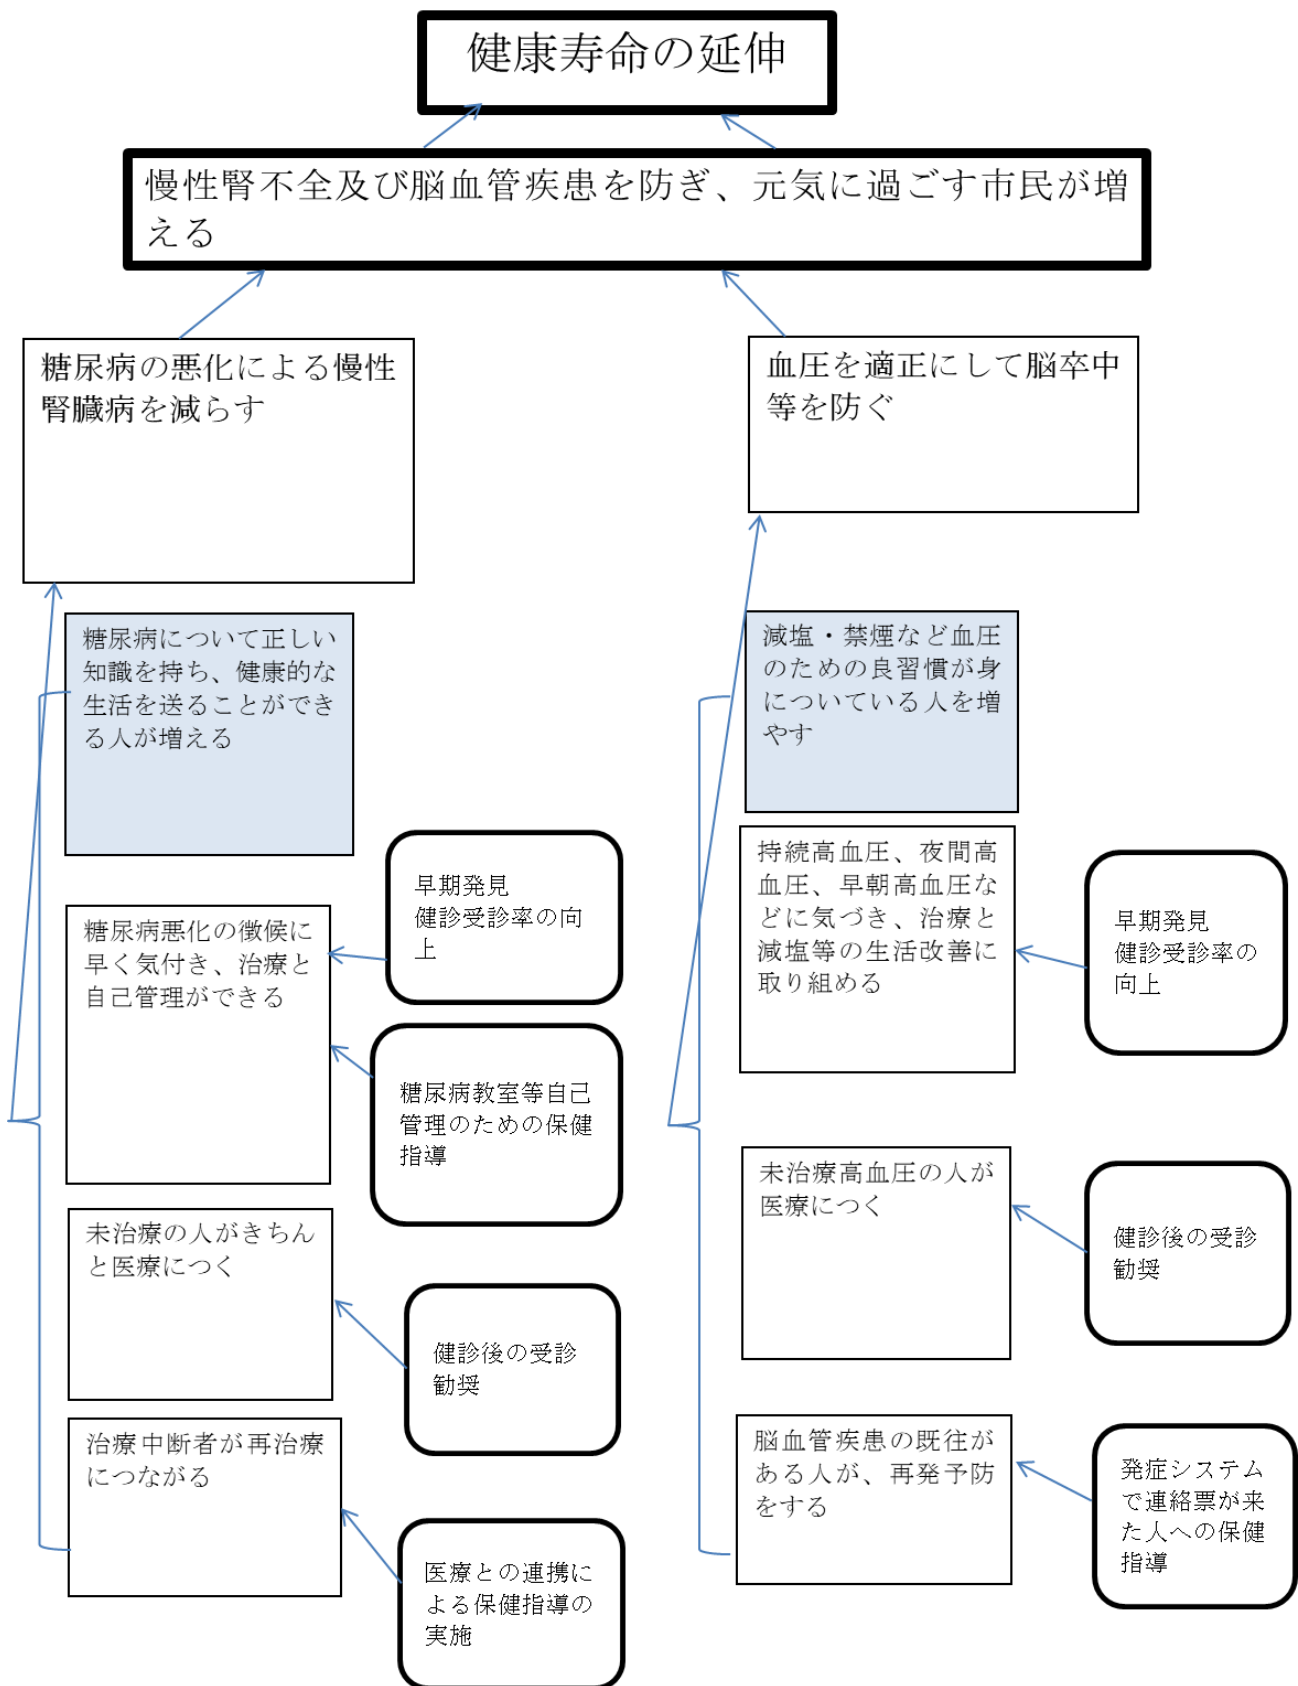 健康寿命の延伸
慢性腎不全及び脳血管疾患を防ぎ、元気に過ごす市民が増
える
糖尿病の悪化による慢性
腎臓病を減らす
血圧を適正にして脳卒中
等を防ぐ
糖尿病について正しい
知識を持ち、健康的な
生活を送ることができ
る人が増える
減塩・禁煙など血圧
のための良習慣が身
についている人を増
やす
早期発見
健診受診率の向
上
持続高血圧、夜間高
血圧、早朝高血圧な
どに気づき、治療と
減塩等の生活改善に
取り組める
早期発見
健診受診率の
向上
糖尿病悪化の徴候に
早く気付き、治療と
自己管理ができる
糖尿病教室等自己
管理のための保健
指導
未治療高血圧の人が
医療につく
健診後の受診
勧奨
未治療の人がきちん
と医療につく
健診後の受診
勧奨
治療中断者が再治療
につながる
脳血管疾患の既往が
ある人が、再発予防
をする
発症システム
で連絡票が来
た人への保健
指導
医療との連携に
よる保健指導の
実施